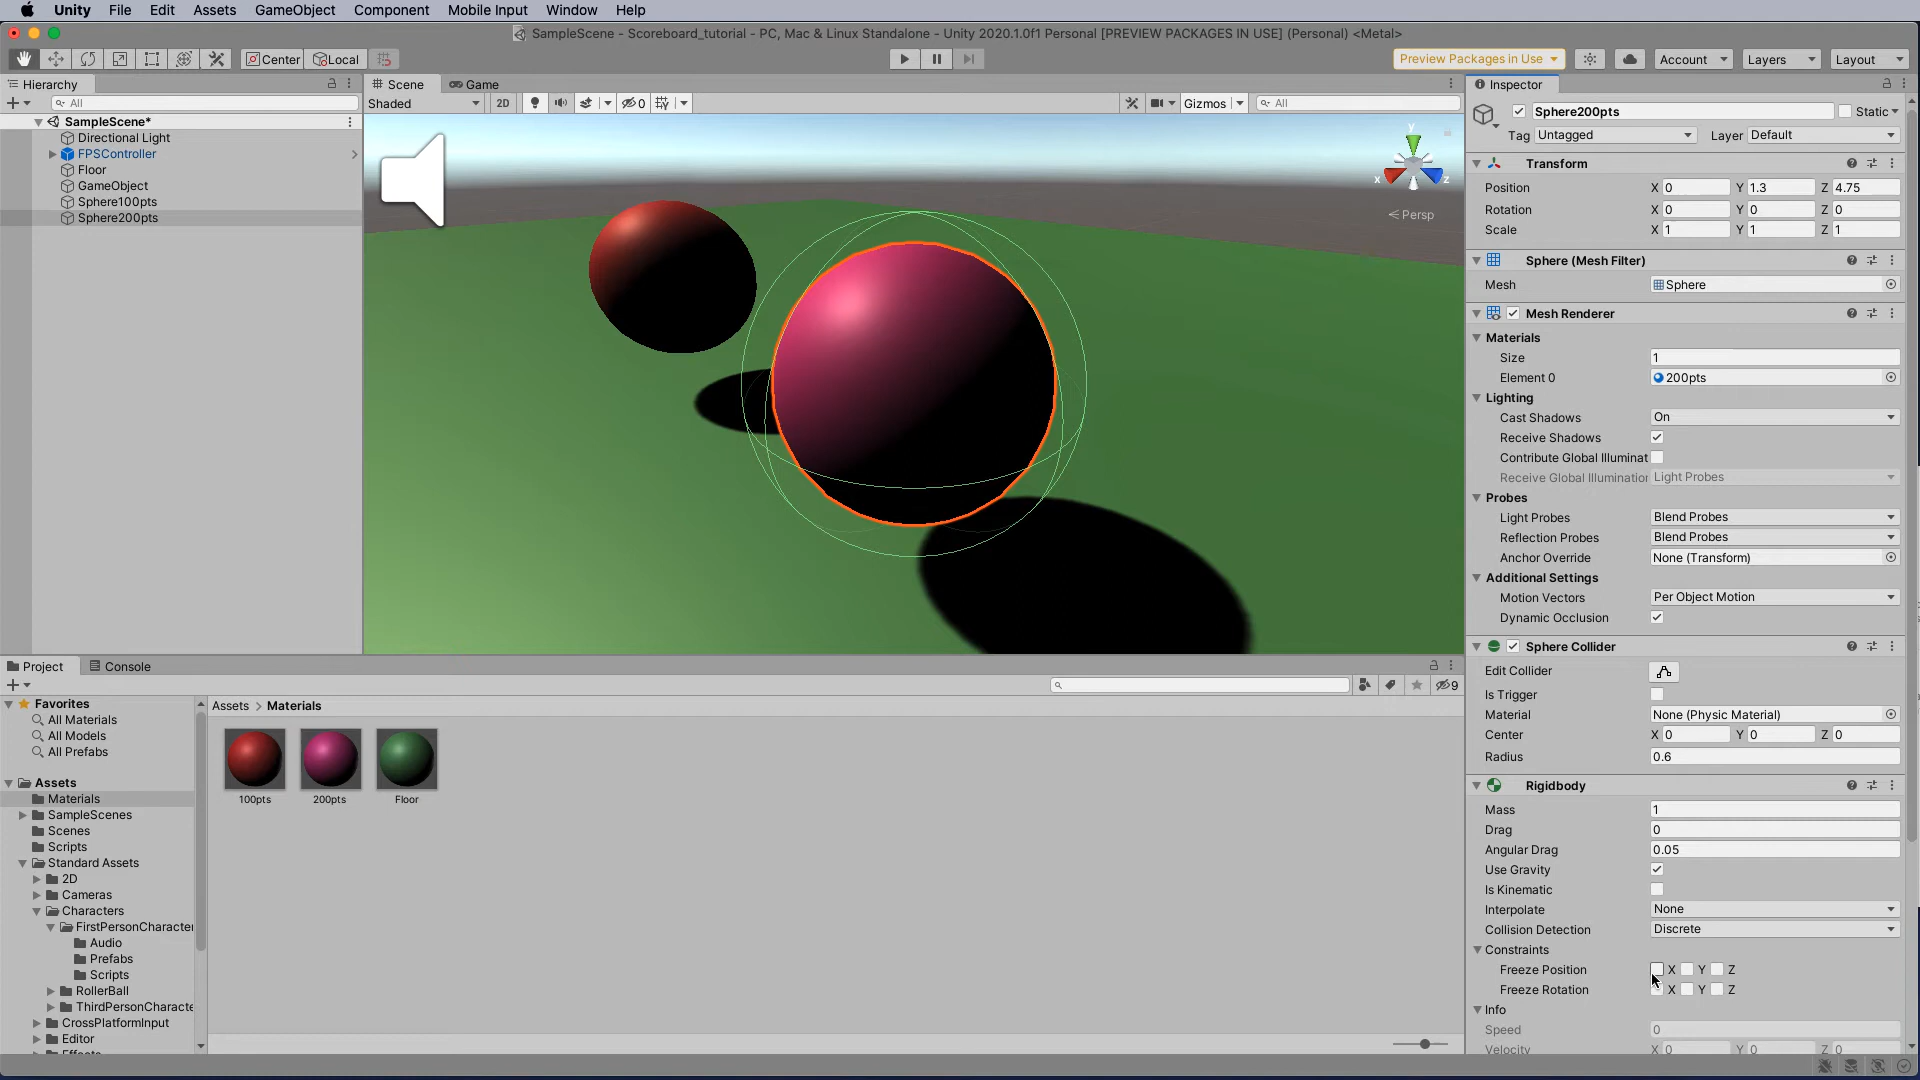 Unity File Edit Assets GameObject Component Mobile Input Window Help
SampleScene - Scoreboard_tutorial - PC, Mac & Linux Standalone - Unity 2020.1.0f1 Personal [PREVIEW PACKAGES IN USE] (Personal) <Metal>
Center Local Preview Packages in Use Account Layers Layout
Hierarchy
All
SampleScene*
Directional Light
FPSController
Floor
GameObject
Sphere100pts
Sphere200pts
Scene Game
Shaded 2D 0 Gizmos All
y
x z
Persp
Project Console
9
Favorites
All Materials
All Models
All Prefabs
Assets
Materials
SampleScenes
Scenes
Scripts
Standard Assets
2D
Cameras
Characters
FirstPersonCharacter
Audio
Prefabs
Scripts
RollerBall
ThirdPersonCharacte
CrossPlatformInput
Editor
Assets > Materials
100pts 200pts Floor
Inspector
Sphere200pts Static
Tag Untagged Layer Default
Transform
Position X 0 Y 1.3 Z 4.75
Rotation X 0 Y 0 Z 0
Scale X 1 Y 1 Z 1
Sphere (Mesh Filter)
Mesh Sphere
Mesh Renderer
Materials
Size 1
Element 0 200pts
Lighting
Cast Shadows On
Receive Shadows
Contribute Global Illuminat
Receive Global Illumination Light Probes
Probes
Light Probes Blend Probes
Reflection Probes Blend Probes
Anchor Override None (Transform)
Additional Settings
Motion Vectors Per Object Motion
Dynamic Occlusion
Sphere Collider
Edit Collider
Is Trigger
Material None (Physic Material)
Center X 0 Y 0 Z 0
Radius 0.6
Rigidbody
Mass 1
Drag 0
Angular Drag 0.05
Use Gravity
Is Kinematic
Interpolate None
Collision Detection Discrete
Constraints
Freeze Position X Y Z
Freeze Rotation X Y Z
Info
Speed 0
Velocity X 0 Y 0 Z 0